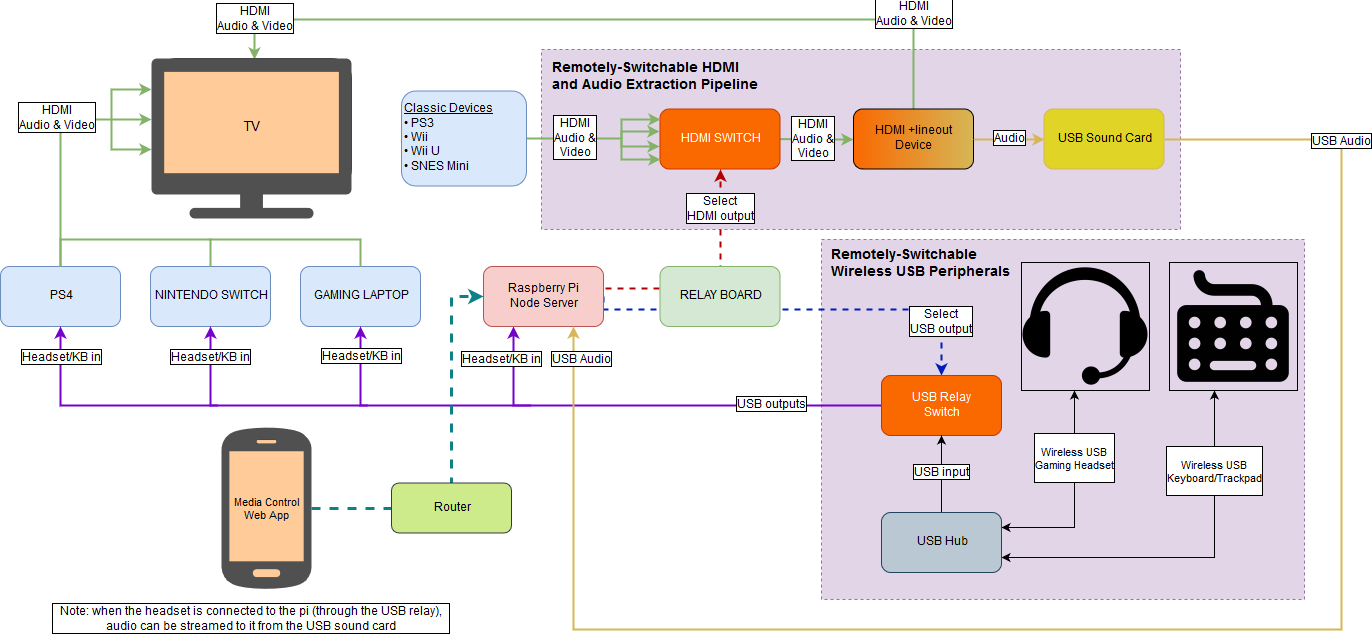 HDMI
Audio & Video
HDMI
Audio & Video
Remotely-Switchable HDMI
and Audio Extraction Pipeline
HDMI
Audio & Video
TV
Classic Devices
• PS3
• Wii
• Wii U
• SNES Mini
HDMI
Audio &
Video
HDMI SWITCH
HDMI
Audio &
Video
HDMI +lineout
Device
Audio
USB Sound Card
USB Audio
Select
HDMI output
PS4
NINTENDO SWITCH
GAMING LAPTOP
Raspberry Pi
Node Server
RELAY BOARD
Remotely-Switchable
Wireless USB Peripherals
Select
USB output
Headset/KB in
Headset/KB in
Headset/KB in
Headset/KB in
USB Audio
USB outputs
USB Relay
Switch
Wireless USB
Gaming Headset
Wireless USB
Keyboard/Trackpad
USB input
USB Hub
Media Control
Web App
Router
Note: when the headset is connected to the pi (through the USB relay),
audio can be streamed to it from the USB sound card